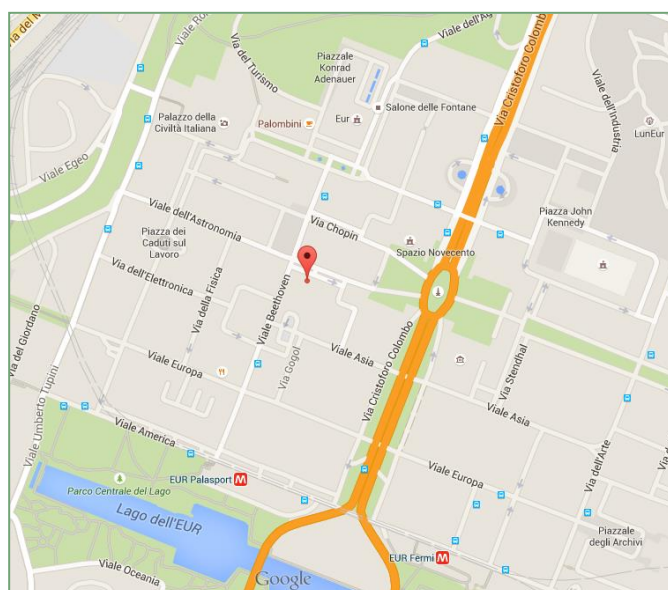 Via del M
Viale Ro
Via del Turismo
Piazzale
Konrad
Adenauer
Viale dell'Ag
Via Cristoforo Colombo
Viale dell'Industria
LunEur
Salone delle Fontane
Palazzo della
Civiltà Italiana
Palombini
Eur
Viale Egeo
Viale dell'Astronomia
Via Chopin
Piazza John
Kennedy
Piazza dei
Caduti sul
Lavoro
Spazio Novecento
Via dell'Elettronica
Via della Fisica
Viale Beethoven
Via del Giordano
Viale Umberto Tupini
Viale Europa
Via Gogol
Viale Asia
Via Cristoforo Colombo
Via Stendhal
Viale Asia
Viale America
Viale Europa
Via dell'Arte
Via d
EUR Palasport M
Parco Centrale del Lago
Lago dell'EUR
Piazzale
degli Archivi
EUR Fermi M
Viale Oceania
Google